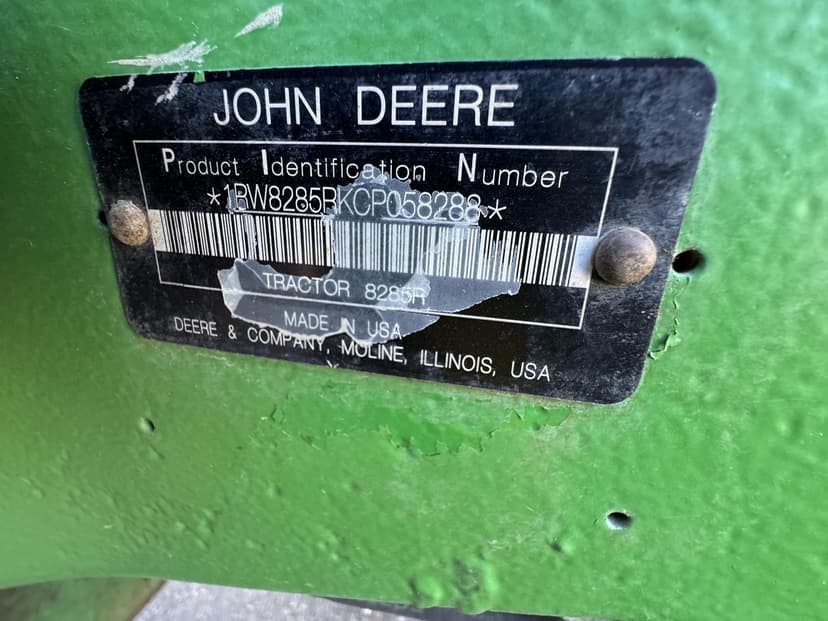 JOHN DEERE
Product Identification Number
*1RW8285RKCP058288*
TRACTOR 8285R
MADE IN USA
DEERE & COMPANY, MOLINE, ILLINOIS, USA